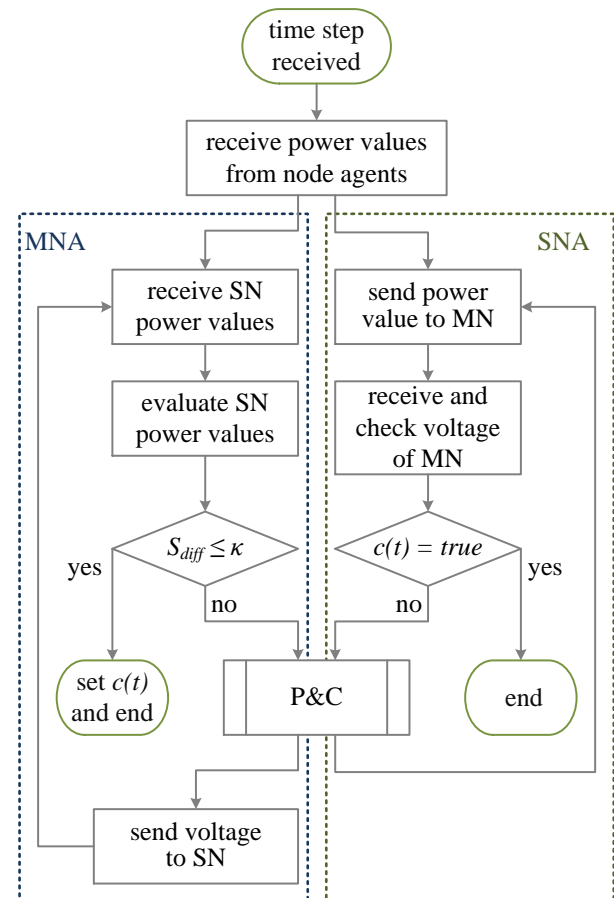 time step
received
receive power values
from node agents
MNA
SNA
receive SN
power values
send power
value to MN
evaluate SN
power values
receive and
check voltage
of MN
S_diff ≤ κ
c(t) = true
yes
no
no
yes
set c(t)
and end
P&C
end
send voltage
to SN